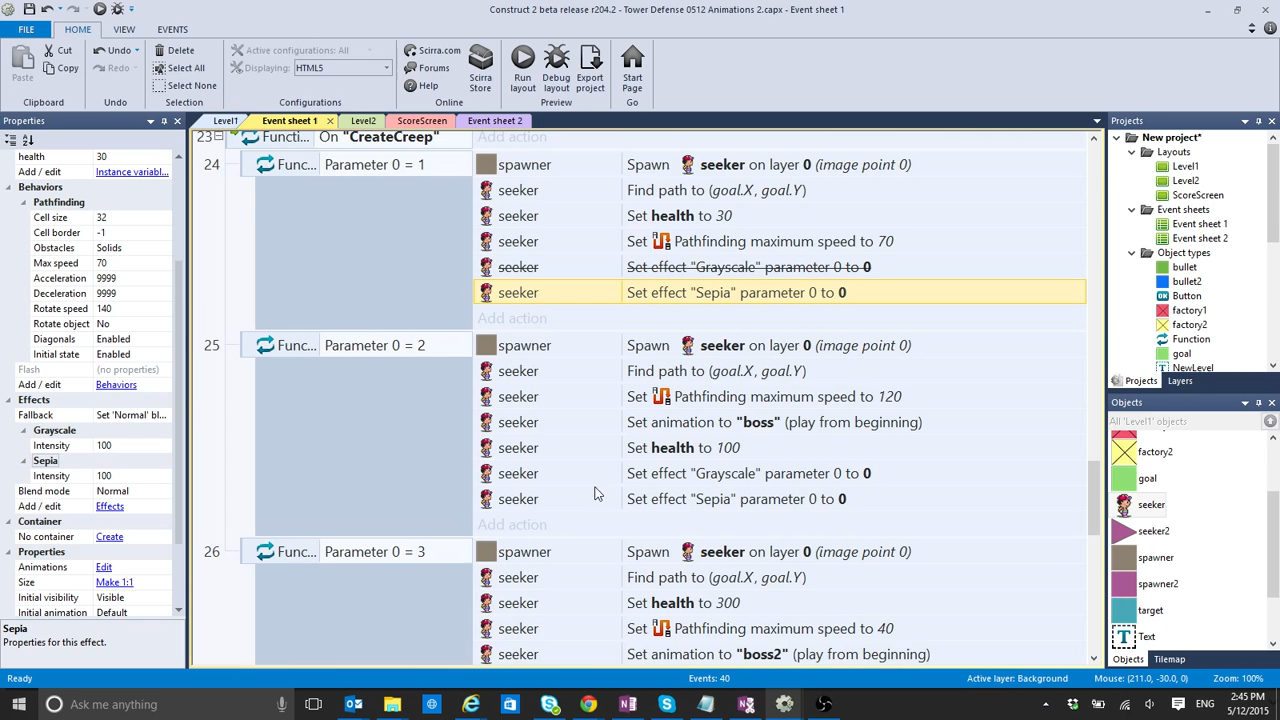 Construct 2 beta release r204.2 - Tower Defense 0512 Animations 2.capx - Event sheet 1
FILE HOME VIEW EVENTS
Paste
Cut
Copy
Clipboard
Undo
Redo
Undo
Delete
Select All
Select None
Selection
Active configurations: All
Displaying: HTML5
Configurations
Scirra.com
Forums
Help
Scirra Store
Online
Run layout
Debug layout
Export project
Preview
Start Page
Go
Properties
health 30
Add / edit Instance variabl...
Behaviors
Pathfinding
Cell size 32
Cell border -1
Obstacles Solids
Max speed 70
Acceleration 9999
Deceleration 9999
Rotate speed 140
Rotate object No
Diagonals Enabled
Initial state Enabled
Flash (no properties)
Add / edit Behaviors
Effects
Fallback Set 'Normal' bl...
Grayscale
Intensity 100
Sepia
Intensity 100
Blend mode Normal
Add / edit Effects
Container
No container Create
Properties
Animations Edit
Size Make 1:1
Initial visibility Visible
Initial animation Default
Sepia
Properties for this effect.
Level1 Event sheet 1 Level2 ScoreScreen Event sheet 2
23 Functi... On "CreateCreep" Add action
24 Func... Parameter 0 = 1 spawner Spawn seeker on layer 0 (image point 0)
seeker Find path to (goal.X, goal.Y)
seeker Set health to 30
seeker Set Pathfinding maximum speed to 70
seeker Set effect "Grayscale" parameter 0 to 0
seeker Set effect "Sepia" parameter 0 to 0
Add action
25 Func... Parameter 0 = 2 spawner Spawn seeker on layer 0 (image point 0)
seeker Find path to (goal.X, goal.Y)
seeker Set Pathfinding maximum speed to 120
seeker Set animation to "boss" (play from beginning)
seeker Set health to 100
seeker Set effect "Grayscale" parameter 0 to 0
seeker Set effect "Sepia" parameter 0 to 0
Add action
26 Func... Parameter 0 = 3 spawner Spawn seeker on layer 0 (image point 0)
seeker Find path to (goal.X, goal.Y)
seeker Set health to 300
seeker Set Pathfinding maximum speed to 40
seeker Set animation to "boss2" (play from beginning)
Projects
New project*
Layouts
Level1
Level2
ScoreScreen
Event sheets
Event sheet 1
Event sheet 2
Object types
bullet
bullet2
Button
factory1
factory2
Function
goal
NewLevel
Projects Layers
Objects
All 'Level1' objects
factory2
goal
seeker
seeker2
spawner
spawner2
target
Text
Objects Tilemap
Ready Events: 40 Active layer: Background Mouse: (211.0, -30.0, 0) Zoom: 100%
Ask me anything
ENG
2:45 PM
5/12/2015